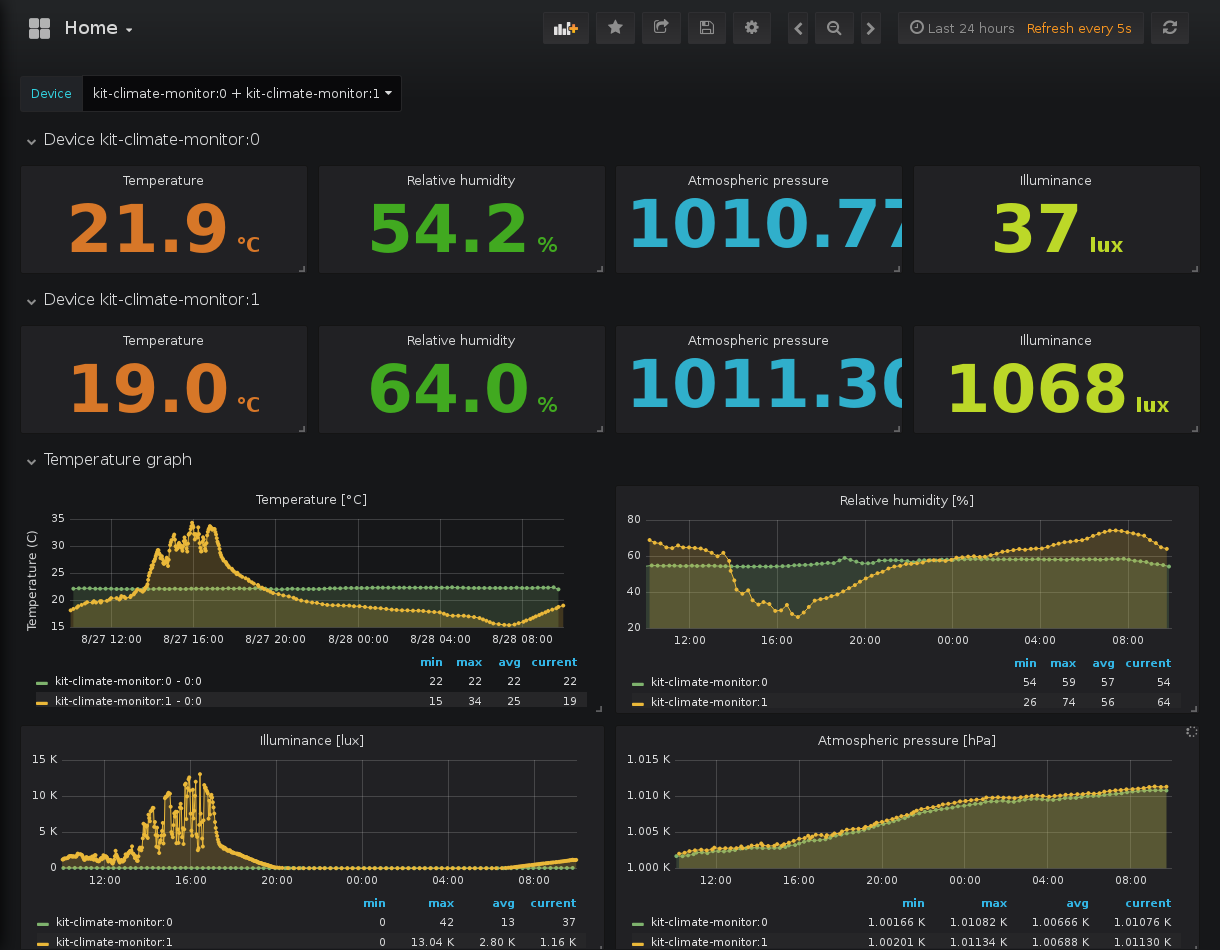 Home
Last 24 hours Refresh every 5s
Device kit-climate-monitor:0 + kit-climate-monitor:1
Device kit-climate-monitor:0
Temperature Relative humidity Atmospheric pressure Illuminance
21.9 °C 54.2 % 1010.77 37 lux
Device kit-climate-monitor:1
Temperature Relative humidity Atmospheric pressure Illuminance
19.0 °C 64.0 % 1011.30 1068 lux
Temperature graph
Temperature [°C]
Temperature (C)
35
30
25
20
15
8/27 12:00 8/27 16:00 8/27 20:00 8/28 00:00 8/28 04:00 8/28 08:00
min max avg current
kit-climate-monitor:0 - 0:0 22 22 22 22
kit-climate-monitor:1 - 0:0 15 34 25 19
Relative humidity [%]
80
60
40
20
12:00 16:00 20:00 00:00 04:00 08:00
min max avg current
kit-climate-monitor:0 54 59 57 54
kit-climate-monitor:1 26 74 56 64
Illuminance [lux]
15 K
10 K
5 K
0
12:00 16:00 20:00 00:00 04:00 08:00
min max avg current
kit-climate-monitor:0 0 42 13 37
kit-climate-monitor:1 0 13.04 K 2.80 K 1.16 K
Atmospheric pressure [hPa]
1.015 K
1.010 K
1.005 K
1.000 K
12:00 16:00 20:00 00:00 04:00 08:00
min max avg current
kit-climate-monitor:0 1.00166 K 1.01082 K 1.00666 K 1.01076 K
kit-climate-monitor:1 1.00201 K 1.01134 K 1.00688 K 1.01130 K